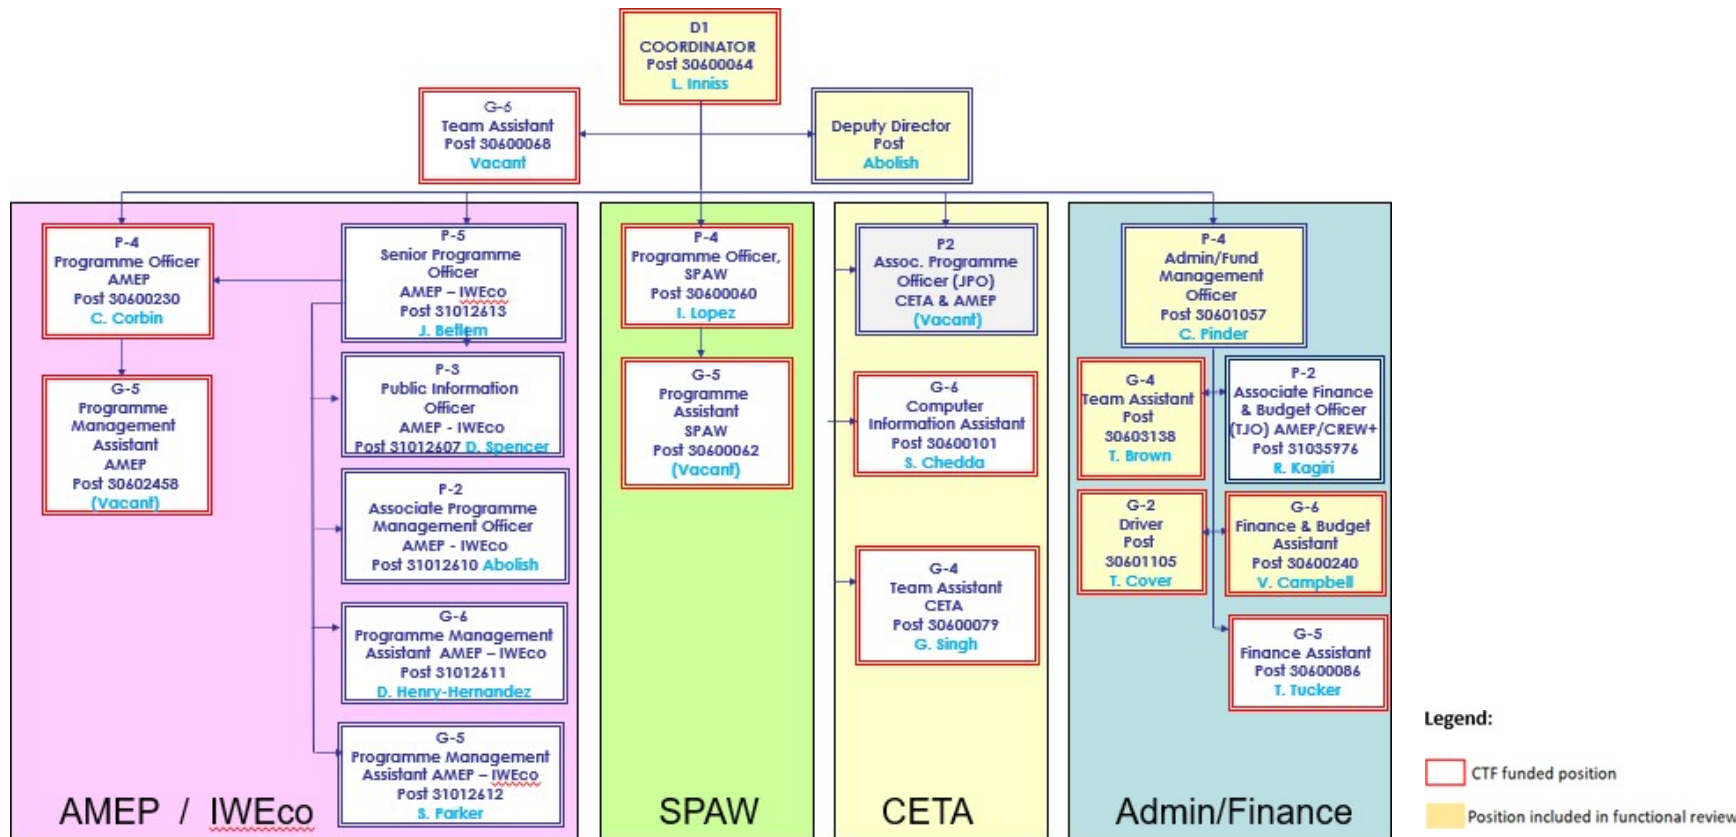 D1
COORDINATOR
Post 30600064
L. Inniss
G-6
Team Assistant
Post 30600068
Vacant
Deputy Director
Post
Abolish
P-4
Programme Officer
AMEP
Post 30600230
C. Corbin
G-5
Programme
Management
Assistant
AMEP
Post 30602458
(Vacant)
P-5
Senior Programme
Officer
AMEP – IWEco
Post 31012613
J. Betlem
P-3
Public Information
Officer
AMEP - IWEco
Post 31012607 D. Spencer
P-2
Associate Programme
Management Officer
AMEP - IWEco
Post 31012610 Abolish
G-6
Programme Management
Assistant AMEP – IWEco
Post 31012611
D. Henry-Hernandez
G-5
Programme Management
Assistant AMEP – IWEco
Post 31012612
S. Parker
AMEP / IWEco
P-4
Programme Officer,
SPAW
Post 30600060
I. Lopez
G-5
Programme
Assistant
SPAW
Post 30600062
(Vacant)
SPAW
P2
Assoc. Programme
Officer (JPO)
CETA & AMEP
(Vacant)
G-6
Computer
Information Assistant
Post 30600101
S. Chedda
G-4
Team Assistant
CETA
Post 30600079
G. Singh
CETA
P-4
Admin/Fund
Management
Officer
Post 30601057
C. Pinder
G-4
Team Assistant
Post
30603138
T. Brown
P-2
Associate Finance
& Budget Officer
(TJO) AMEP/CREW+
Post 31035976
R. Kagiri
G-2
Driver
Post
30601105
T. Cover
G-6
Finance & Budget
Assistant
Post 30600240
V. Campbell
G-5
Finance Assistant
Post 30600086
T. Tucker
Admin/Finance
Legend:
CTF funded position
Position included in functional review